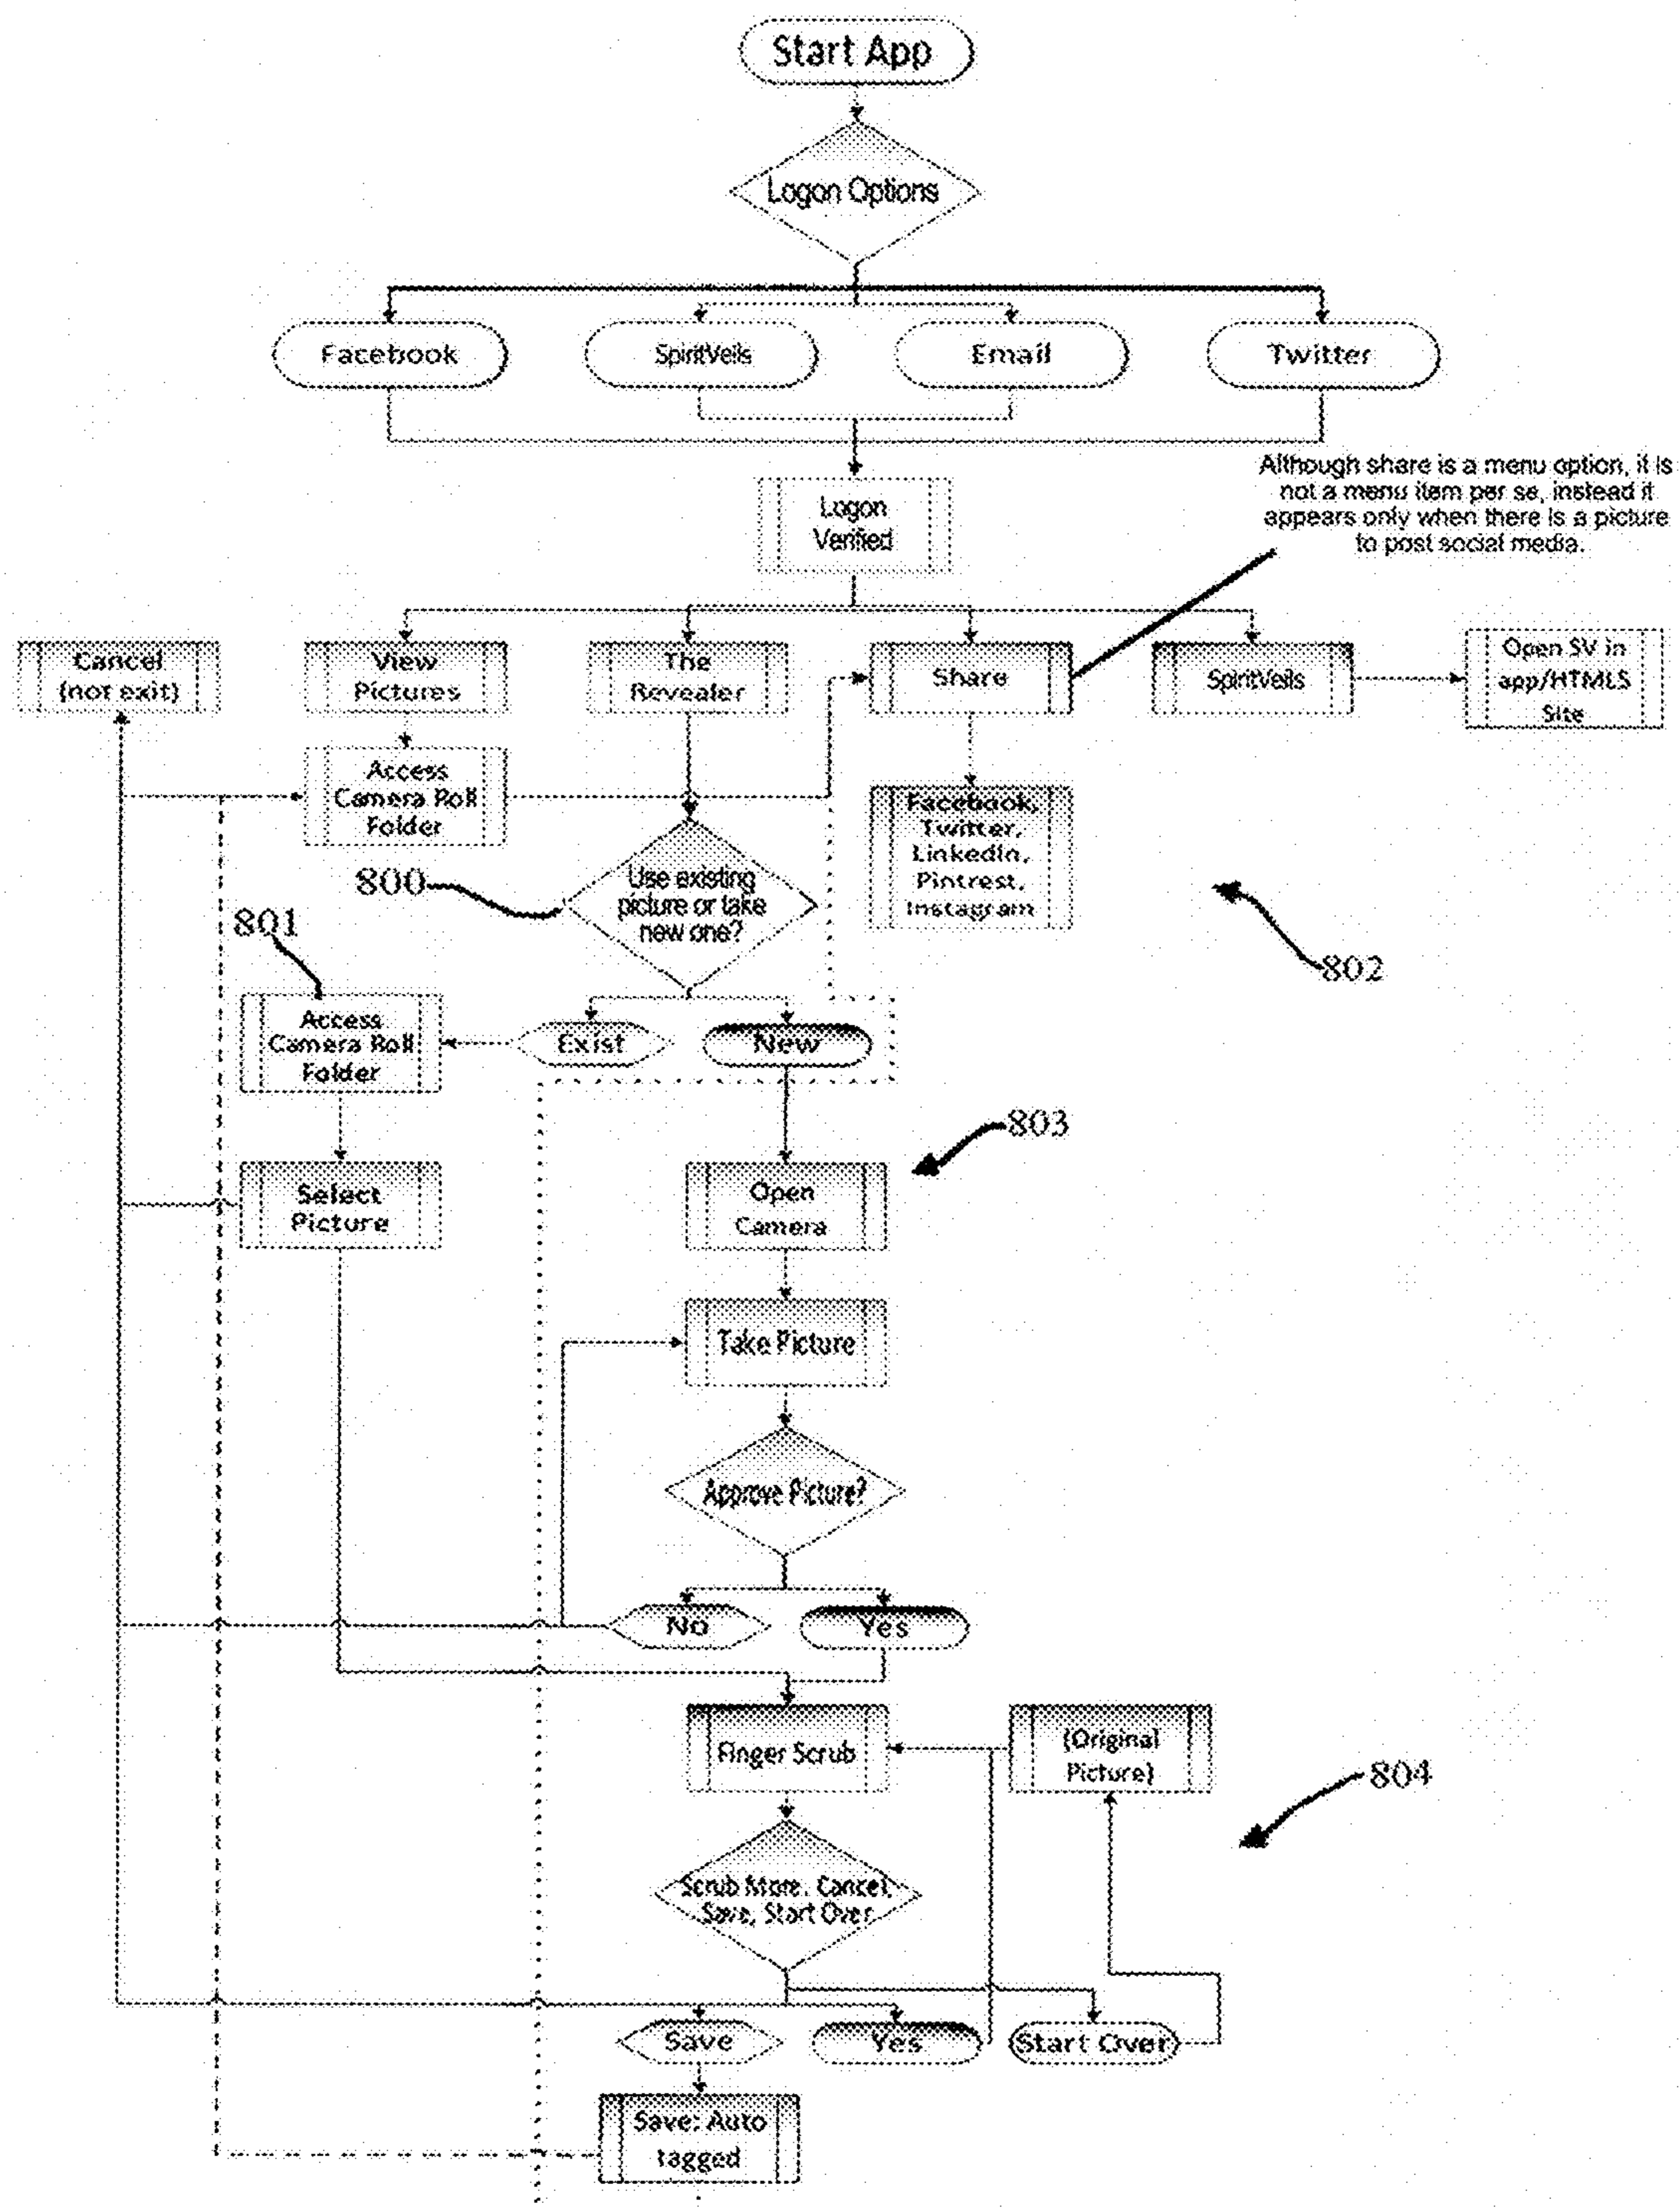 Start App
Logon Options
Facebook
SpiritVeils
Email
Twitter
Although share is a menu option, it is
not a menu item per se, instead it
appears only when there is a picture
to post social media.
Logon
Verified
Cancel
(not exit)
View
Pictures
The
Revealer
Share
SpiritVeils
Open SV in
app/HTML5
Site
Access
Camera Roll
Folder
Facebook,
Twitter,
LinkedIn,
Pintrest,
Instagram
800
Use existing
picture or take
new one?
801
802
Access
Camera Roll
Folder
Exist
New
803
Select
Picture
Open
Camera
Take Picture
Approve Picture?
No
Yes
Finger Scrub
(Original
Picture)
804
Scrub More, Cancel,
Save, Start Over
Save
Yes
Start Over
Save: Auto
tagged